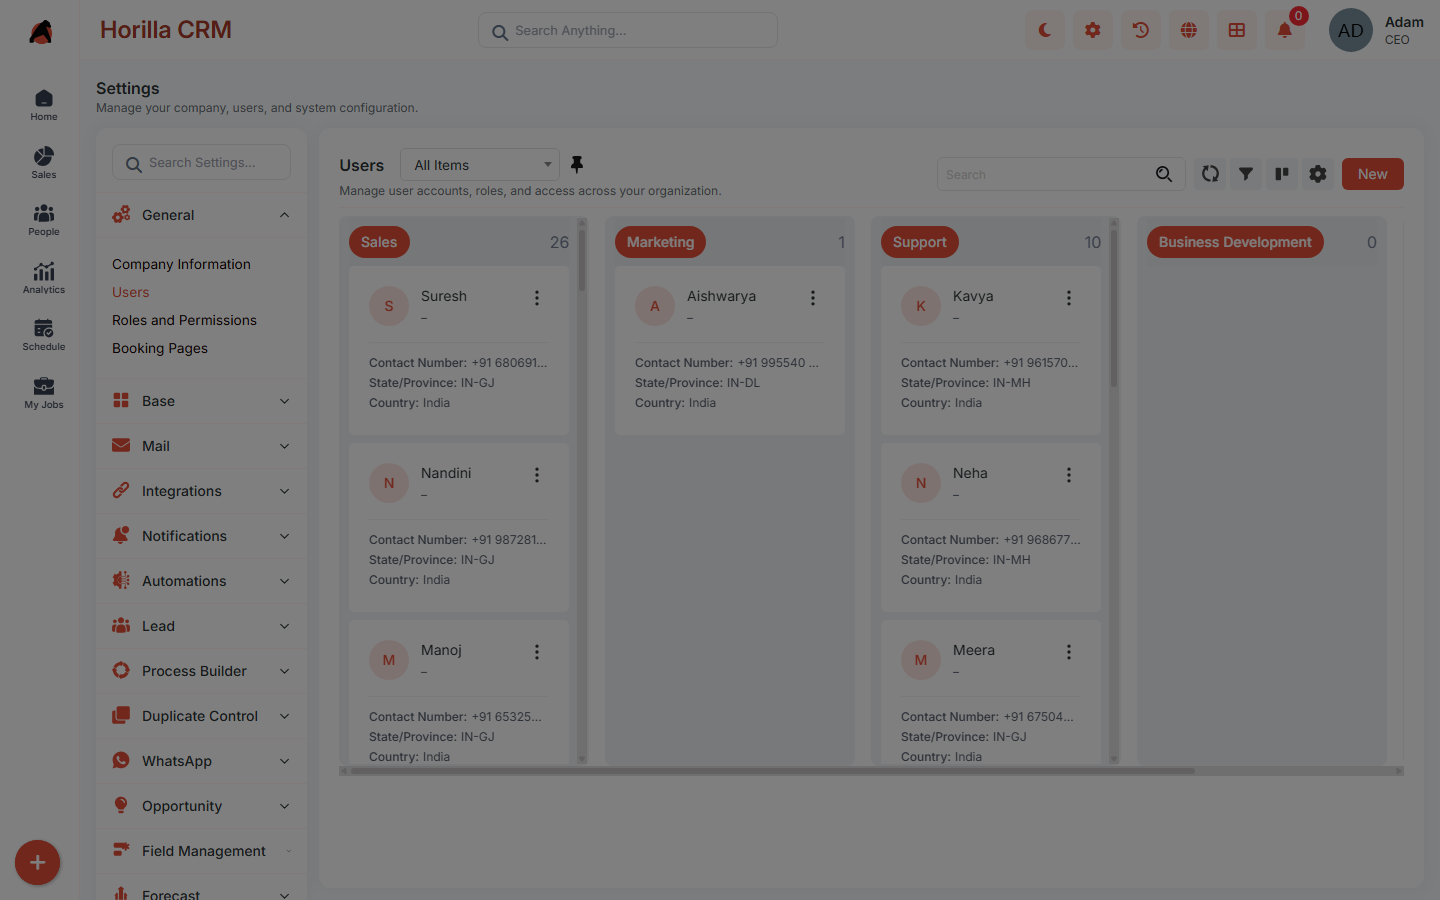 Horilla CRM
Search Anything...
0
AD
Adam
CEO
Home
Sales
People
Analytics
Schedule
My Jobs
Settings
Manage your company, users, and system configuration.
Search Settings...
General
Company Information
Users
Roles and Permissions
Booking Pages
Base
Mail
Integrations
Notifications
Automations
Lead
Process Builder
Duplicate Control
WhatsApp
Opportunity
Field Management
Forecast
Users
All Items
Manage user accounts, roles, and access across your organization.
Search
New
Sales
26
S
Suresh
–
Contact Number: +91 680691...
State/Province: IN-GJ
Country: India
N
Nandini
–
Contact Number: +91 987281...
State/Province: IN-GJ
Country: India
M
Manoj
–
Contact Number: +91 65325...
State/Province: IN-GJ
Country: India
Marketing
1
A
Aishwarya
–
Contact Number: +91 995540 ...
State/Province: IN-DL
Country: India
Support
10
K
Kavya
–
Contact Number: +91 961570...
State/Province: IN-MH
Country: India
N
Neha
–
Contact Number: +91 968677...
State/Province: IN-MH
Country: India
M
Meera
–
Contact Number: +91 67504...
State/Province: IN-GJ
Country: India
Business Development
0